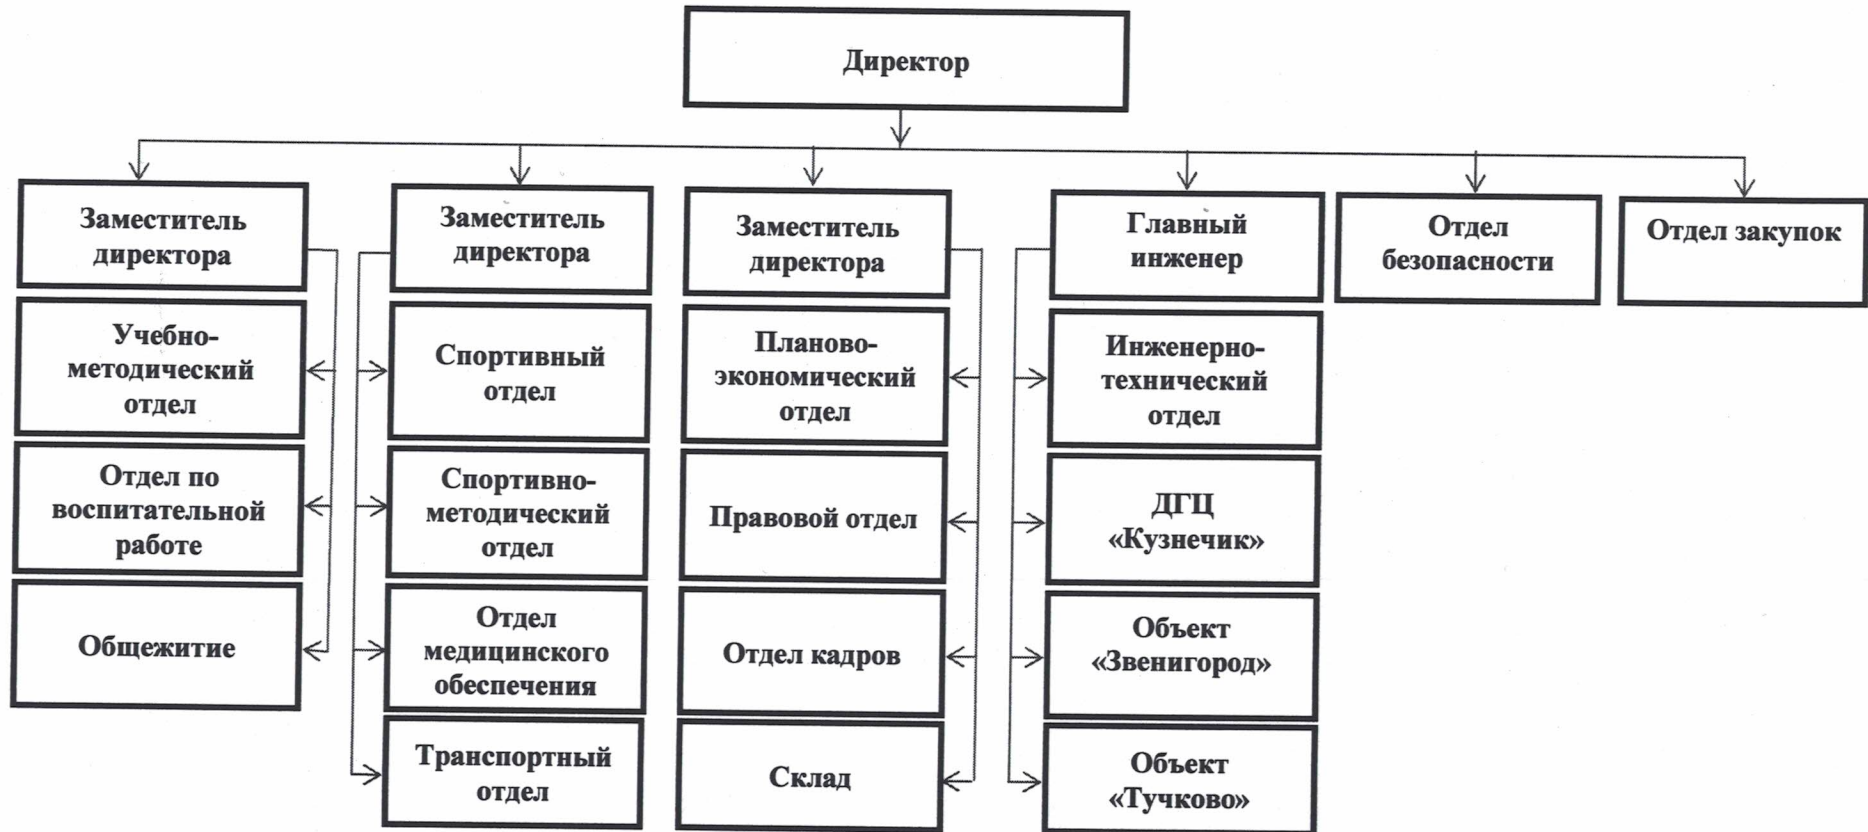 Директор
Заместитель
директора
Заместитель
директора
Заместитель
директора
Главный
инженер
Отдел
безопасности
Отдел закупок
Учебно-
методический
отдел
Отдел по
воспитательной
работе
Общежитие
Спортивный
отдел
Спортивно-
методический
отдел
Отдел
медицинского
обеспечения
Транспортный
отдел
Планово-
экономический
отдел
Правовой отдел
Отдел кадров
Склад
Инженерно-
технический
отдел
ДГЦ
«Кузнечик»
Объект
«Звенигород»
Объект
«Тучково»